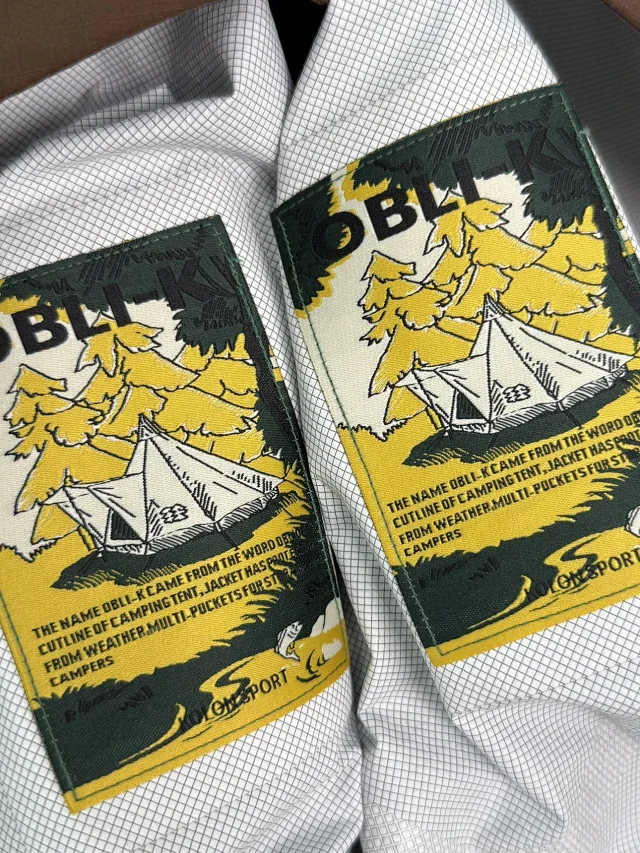 OBLI-K
THE NAME OBLL-K CAME FROM THE WORD
CUTLINE OF CAMPING TENT, JACKET HAS
FROM WEATHER, MULTI-POCKETS FOR
CAMPERS
KOLON SPORT
OBLI-K
THE NAME OBLL-K CAME FROM THE WORD
CUTLINE OF CAMPING TENT, JACKET HAS
FROM WEATHER, MULTI-POCKETS FOR
CAMPERS
KOLON SPORT